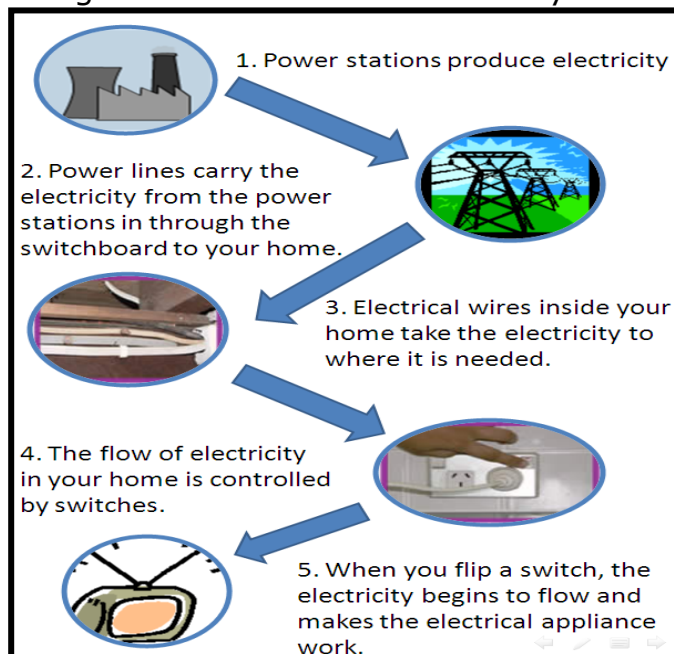 1. Power stations produce electricity
2. Power lines carry the
electricity from the power
stations in through the
switchboard to your home.
3. Electrical wires inside your
home take the electricity to
where it is needed.
4. The flow of electricity
in your home is controlled
by switches.
5. When you flip a switch, the
electricity begins to flow and
makes the electrical appliance
work.